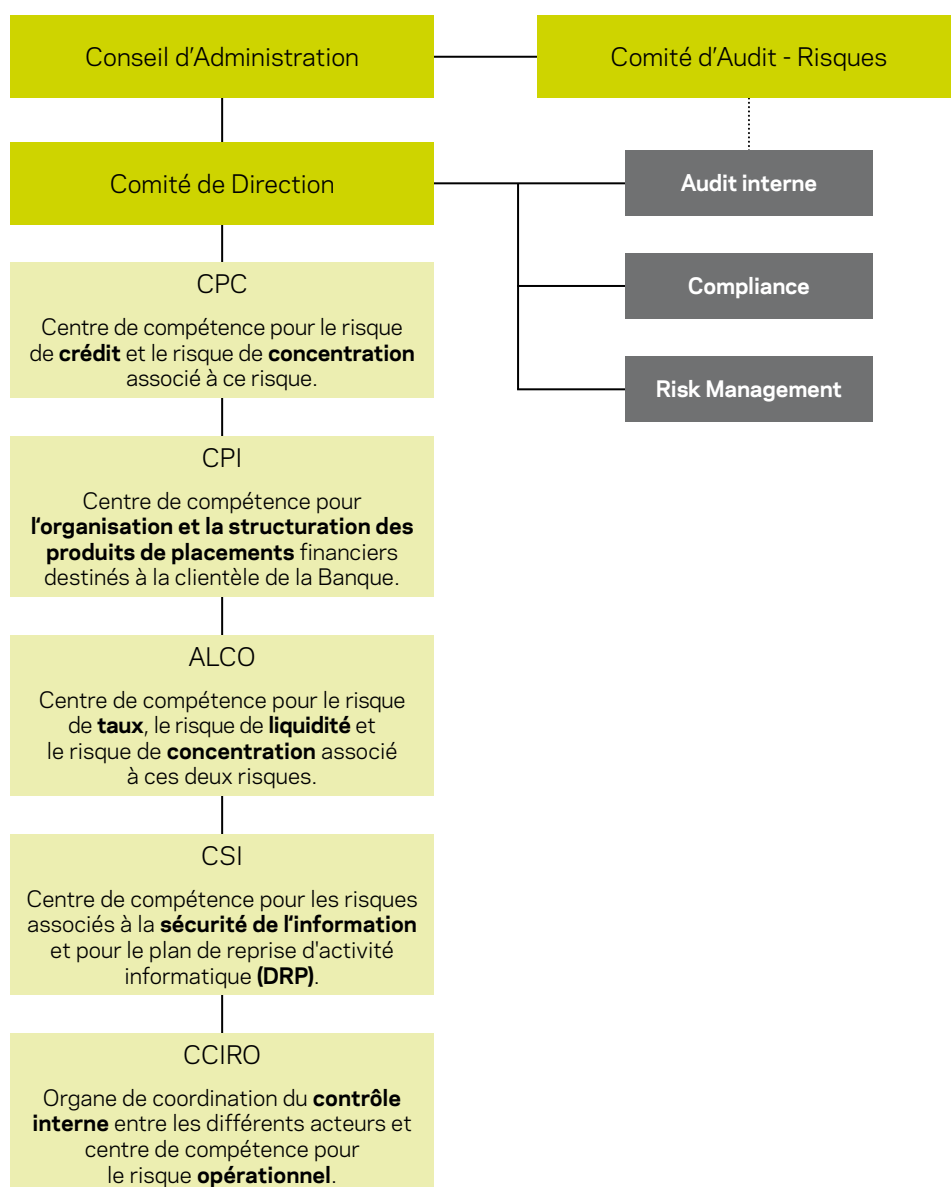 Conseil d'Administration
Comité d'Audit - Risques
Comité de Direction
Audit interne
Compliance
Risk Management
CPC
Centre de compétence pour le risque
de crédit et le risque de concentration
associé à ce risque.
CPI
Centre de compétence pour
l'organisation et la structuration des
produits de placements financiers
destinés à la clientèle de la Banque.
ALCO
Centre de compétence pour le risque
de taux, le risque de liquidité et
le risque de concentration associé
à ces deux risques.
CSI
Centre de compétence pour les risques
associés à la sécurité de l'information
et pour le plan de reprise d'activité
informatique (DRP).
CCIRO
Organe de coordination du contrôle
interne entre les différents acteurs et
centre de compétence pour
le risque opérationnel.